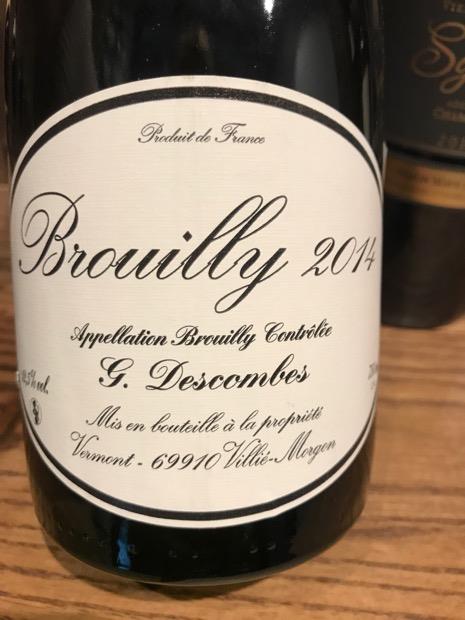 Produit de France
Brouilly 2014
Appellation Brouilly Contrôlée
G. Descombes
Mis en bouteille à la propriété
Vermont - 69910 Villié-Morgon